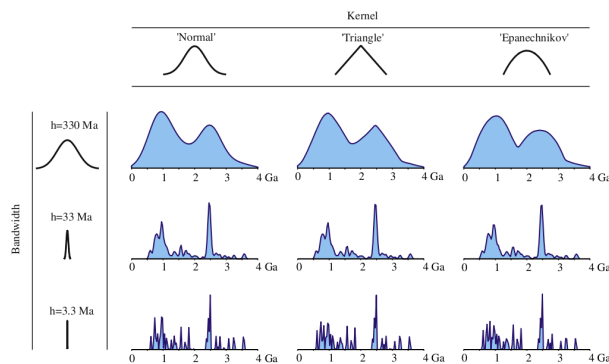 Kernel
'Normal' 'Triangle' 'Epanechnikov'
Bandwidth
h=330 Ma
0 1 2 3 4 Ga 0 1 2 3 4 Ga 0 1 2 3 4 Ga
h=33 Ma
0 1 2 3 4 Ga 0 1 2 3 4 Ga 0 1 2 3 4 Ga
h=3.3 Ma
0 1 2 3 4 Ga 0 1 2 3 4 Ga 0 1 2 3 4 Ga